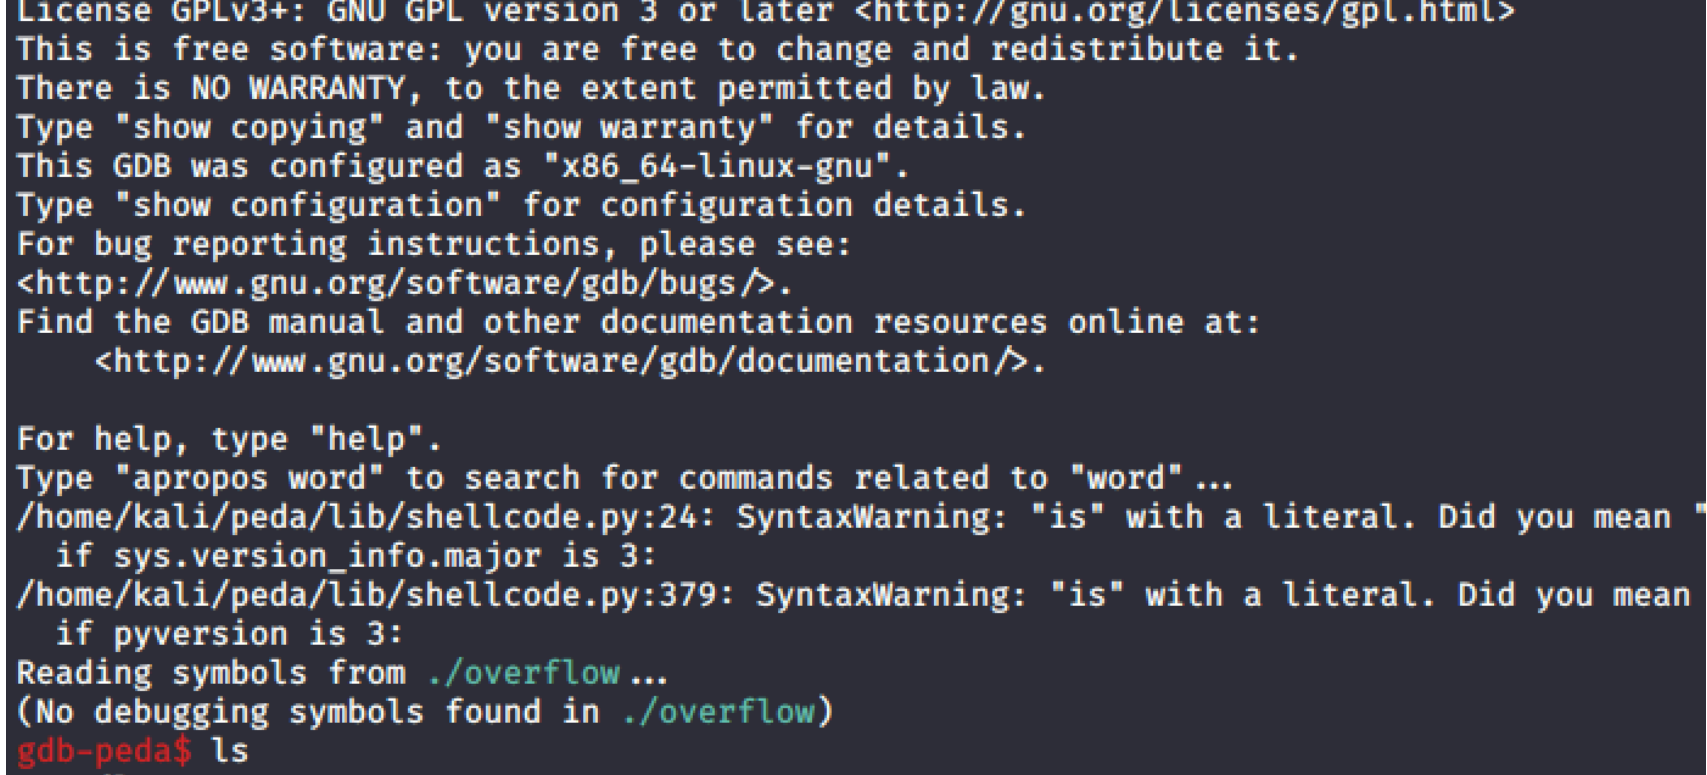 License GPLv3+: GNU GPL version 3 or later <http://gnu.org/licenses/gpl.html>
This is free software: you are free to change and redistribute it.
There is NO WARRANTY, to the extent permitted by law.
Type "show copying" and "show warranty" for details.
This GDB was configured as "x86_64-linux-gnu".
Type "show configuration" for configuration details.
For bug reporting instructions, please see:
<http://www.gnu.org/software/gdb/bugs/>.
Find the GDB manual and other documentation resources online at:
    <http://www.gnu.org/software/gdb/documentation/>.

For help, type "help".
Type "apropos word" to search for commands related to "word"...
/home/kali/peda/lib/shellcode.py:24: SyntaxWarning: "is" with a literal. Did you mean "
  if sys.version_info.major is 3:
/home/kali/peda/lib/shellcode.py:379: SyntaxWarning: "is" with a literal. Did you mean
  if pyversion is 3:
Reading symbols from ./overflow...
(No debugging symbols found in ./overflow)
gdb-peda$ ls